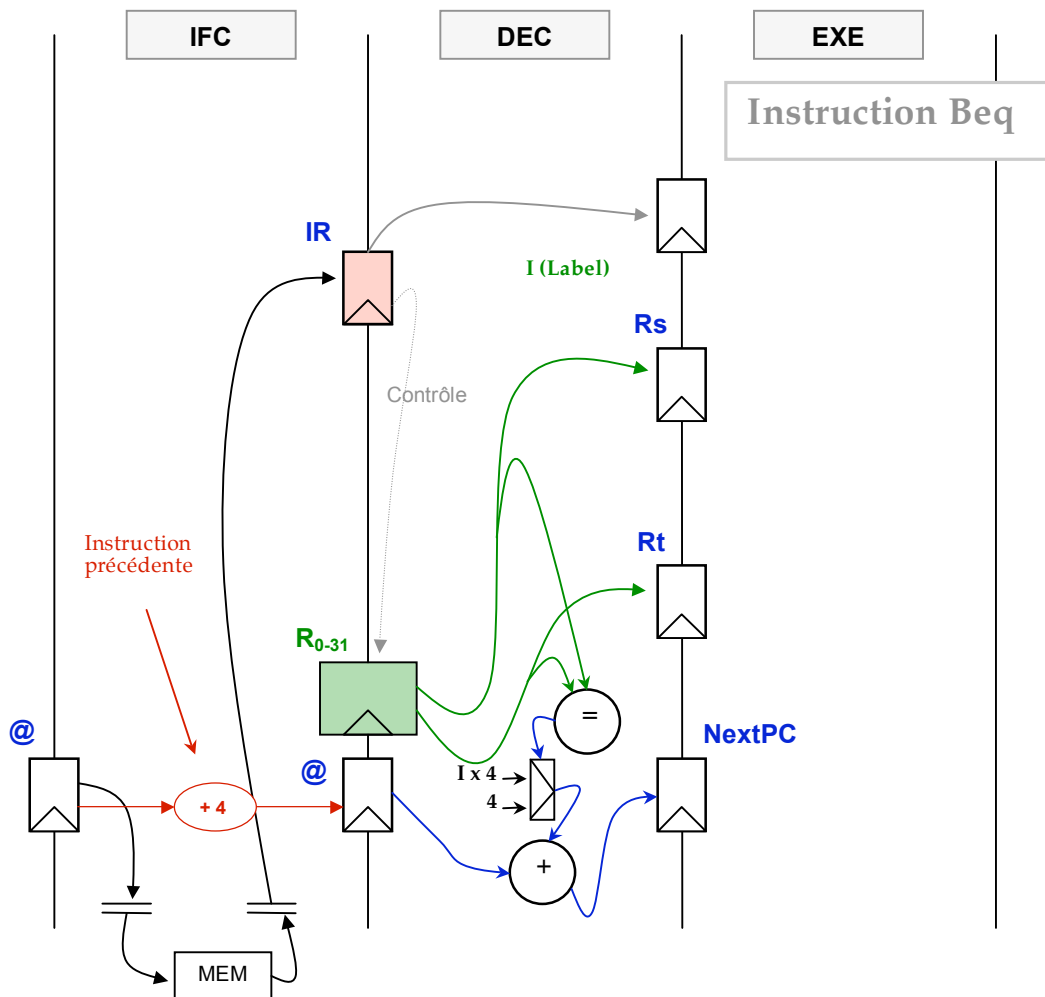 IFC
DEC
EXE
Instruction Beq
IR
I (Label)
Rs
Contrôle
Instruction
précédente
Rt
R0-31
=
@
NextPC
@
I x 4
+ 4
4
+
MEM